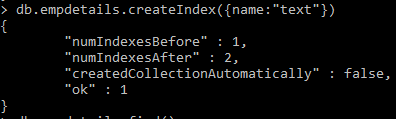 > db.empdetails.createIndex({name:"text"})
{
        "numIndexesBefore" : 1,
        "numIndexesAfter" : 2,
        "createdCollectionAutomatically" : false,
        "ok" : 1
}